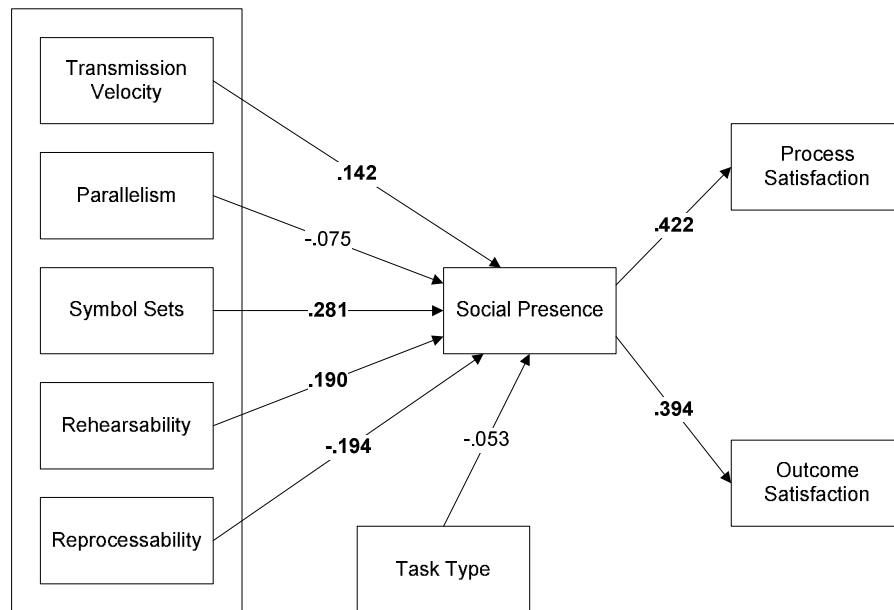 Transmission
Velocity
.142
Parallelism
-.075
Symbol Sets
.281
Rehearsability
.190
Reprocessability
-.194
Task Type
-.053
Social Presence
.422
Process
Satisfaction
.394
Outcome
Satisfaction